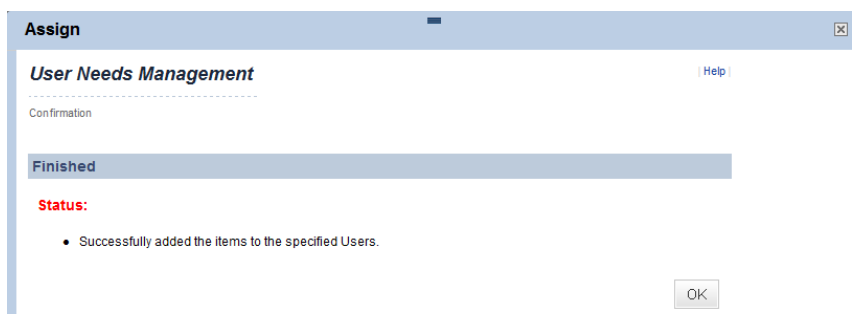 Assign
User Needs Management
| Help |
Confirmation
Finished
Status:
• Successfully added the items to the specified Users.
OK